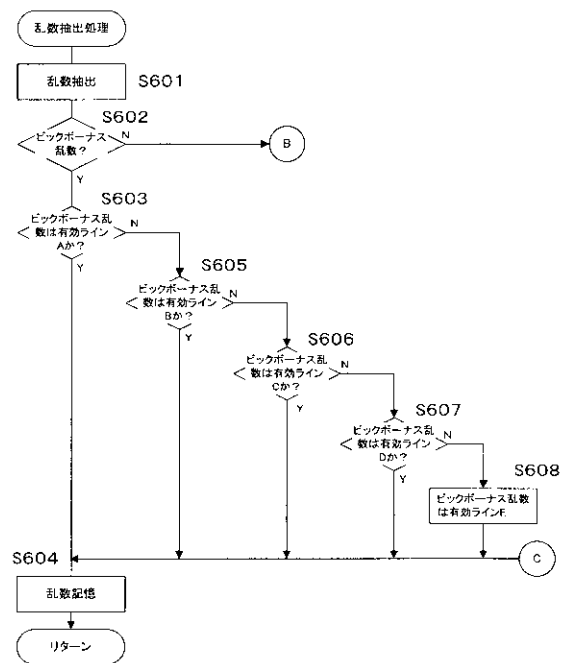 乱数抽出処理
乱数抽出
S601
S602
ビックボーナス
乱数?
N
B
Y
S603
ビックボーナス乱
数は有効ライン
Aか?
N
Y
S605
ビックボーナス乱
数は有効ライン
Bか?
N
Y
S606
ビックボーナス乱
数は有効ライン
Cか?
N
Y
S607
ビックボーナス乱
数は有効ライン
Dか?
N
Y
S608
ビックボーナス乱数
は有効ラインE
C
S604
乱数記憶
リターン